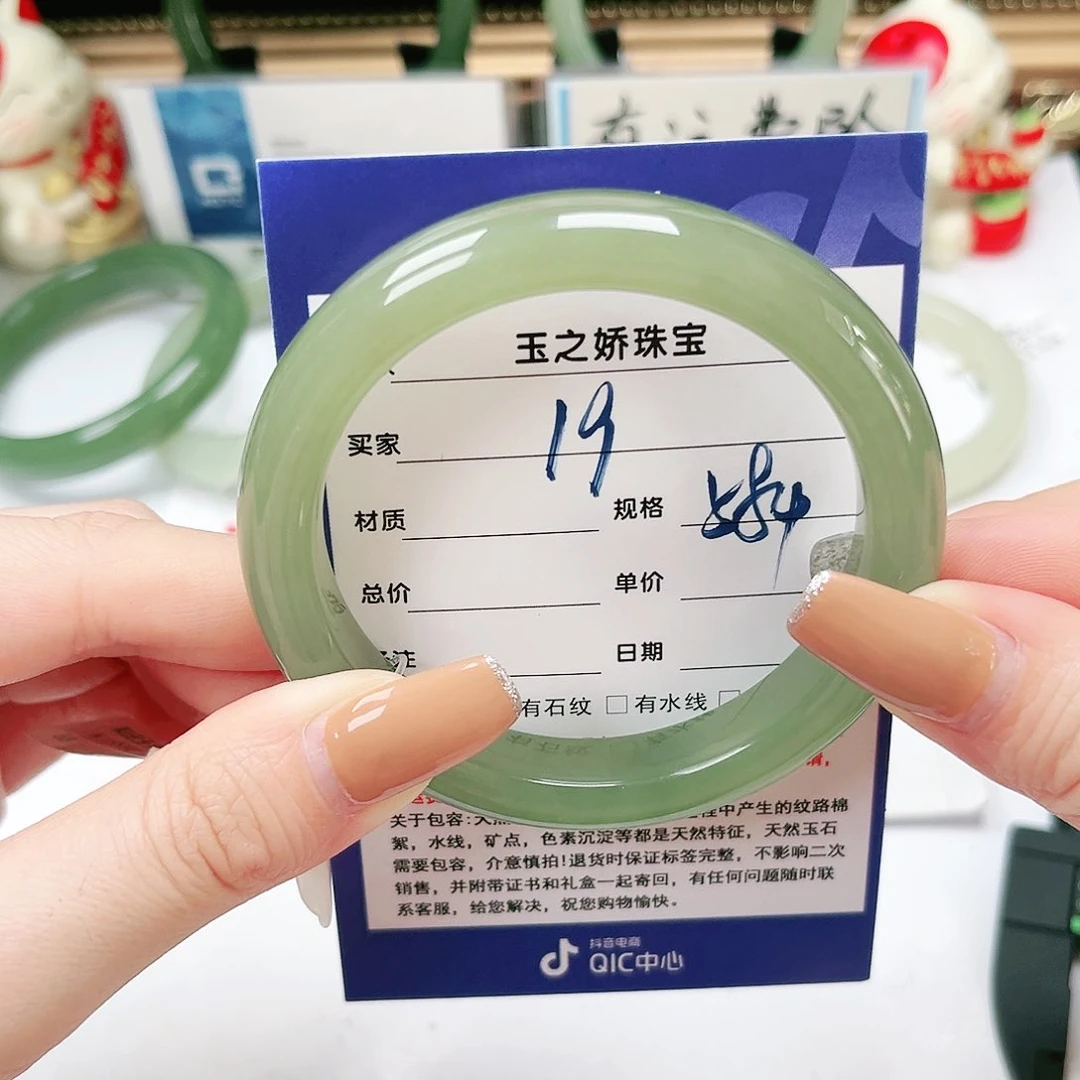 玉之娇珠宝
买家 19
材质 规格
总价 单价
日期
有石纹 □有水线 □
程中产生的纹路棉
絮，水线，矿点，色素沉淀等都是天然特征，天然玉石
需要包容，介意慎拍!退货时保证标签完整，不影响二次
销售，并附带证书和礼盒一起寄回，有任何问题随时联
系客服，给您解决，祝您购物愉快。
抖音电商
QIC中心